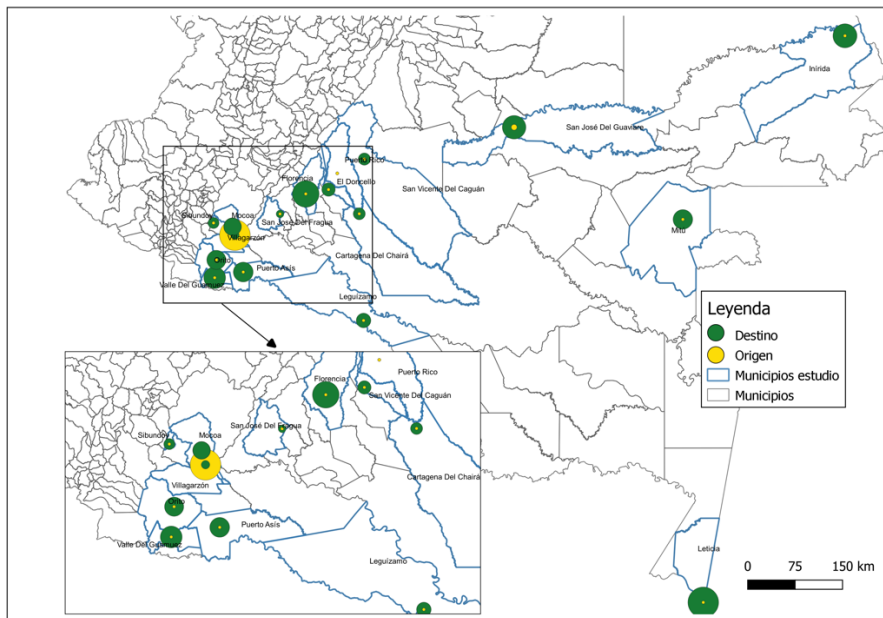 Inírida
San José Del Guaviare
Puerto Rico
Florencia
El Doncello
San Vicente Del Caguán
Sibundoy
Mocoa
San José Del Fragua
Mitú
Villagarzón
Cartagena Del Chairá
Orito
Puerto Asís
Valle Del Guamuez
Leguízamo
Leyenda
Destino
Origen
Municipios estudio
Municipios
Puerto Rico
Florencia
San Vicente Del Caguán
San José Del Fragua
Sibundoy
Mocoa
Cartagena Del Chairá
Villagarzón
Orito
Puerto Asís
Valle Del Guamuez
Leguízamo
Leticia
0 75 150 km